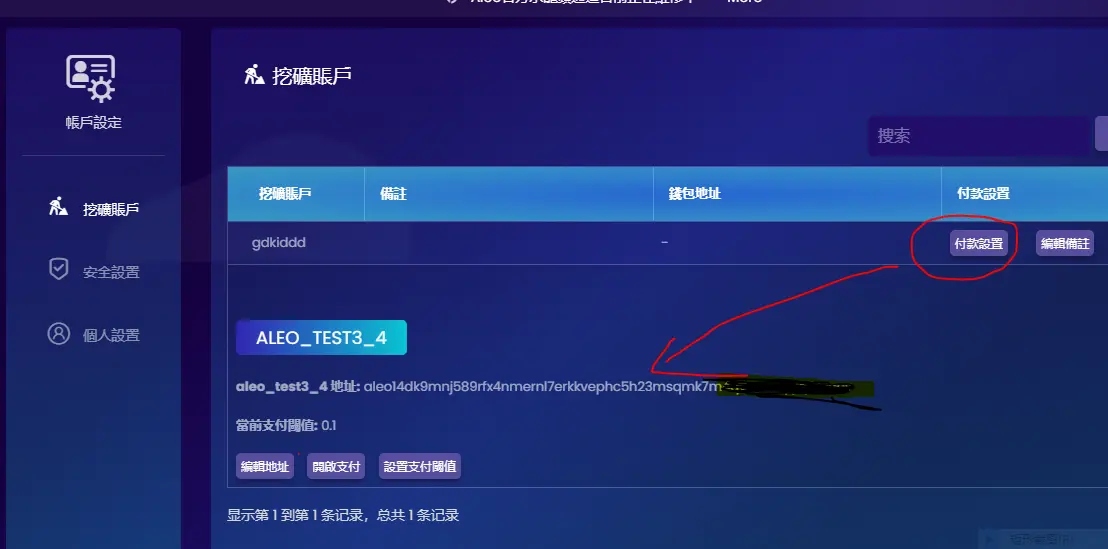 More
帳戶設定
挖礦賬戶
安全設置
個人設置
挖礦賬戶
搜索
挖礦賬戶 備註 錢包地址 付款設置
gdkiddd - 付款設置 編輯備註
ALEO_TEST3_4
aleo_test3_4 地址: aleo14dk9mnj589rfx4nmernl7erkkvephc5h23msqmk7m
當前支付閾值: 0.1
編輯地址 開啟支付 設置支付閾值
显示第 1 到第 1 条记录，总共 1 条记录